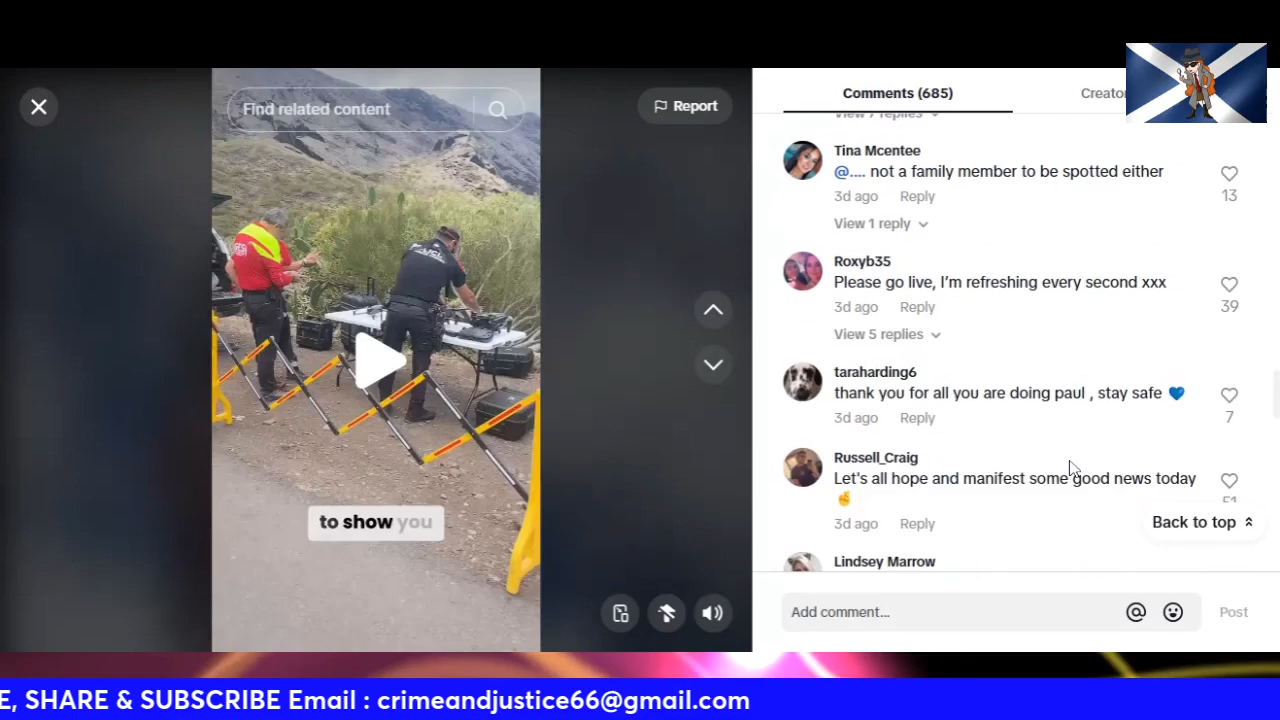 Find related content
Report
to show you
Comments (685)
Creator
View 7 replies
Tina Mcentee
@.... not a family member to be spotted either
3d ago Reply
13
View 1 reply
Roxyb35
Please go live, I'm refreshing every second xxx
3d ago Reply
39
View 5 replies
taraharding6
thank you for all you are doing paul , stay safe 💙
3d ago Reply
7
Russell_Craig
Let's all hope and manifest some good news today
🤞
51
3d ago Reply
Back to top
Lindsey Marrow
Add comment...
Post
E, SHARE & SUBSCRIBE Email : crimeandjustice66@gmail.com